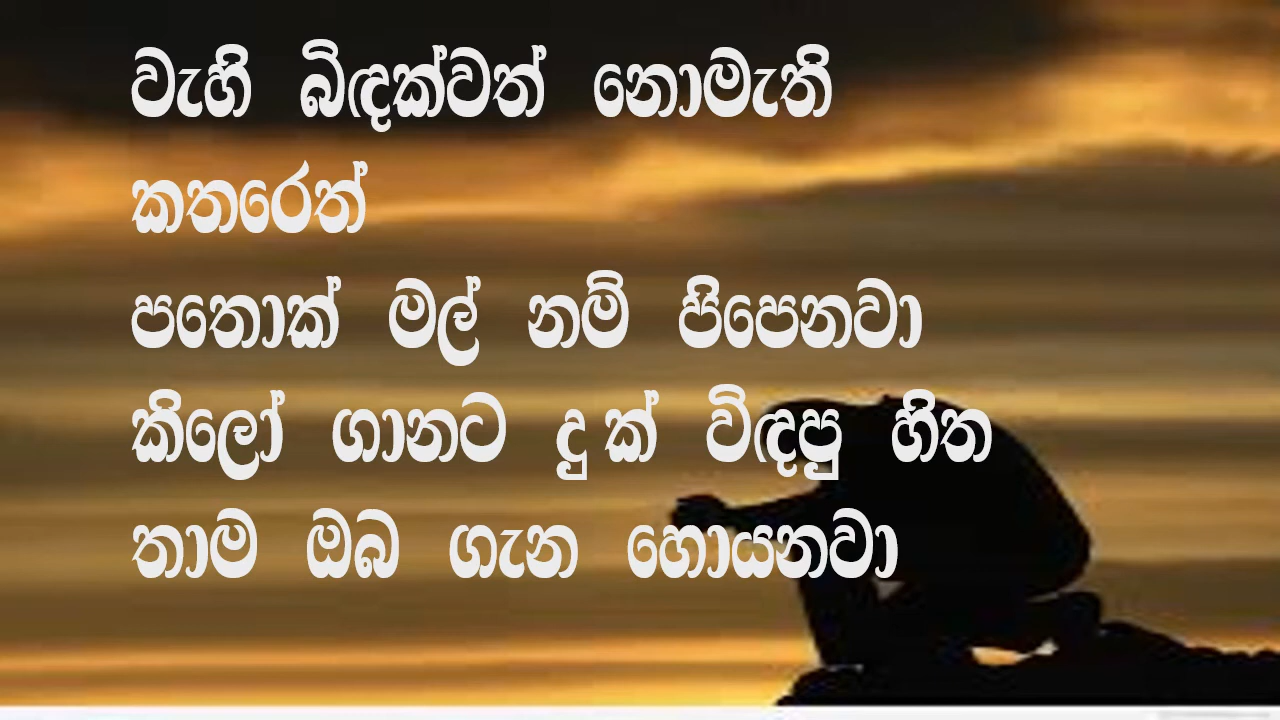 වැහි බිඳක්වත් නොමැති
කතරෙත්
පතොක් මල් නම් පිපෙනවා
කිලෝ ගානට දුක් විඳපු හිත
තාම ඔබ ගැන හොයනවා